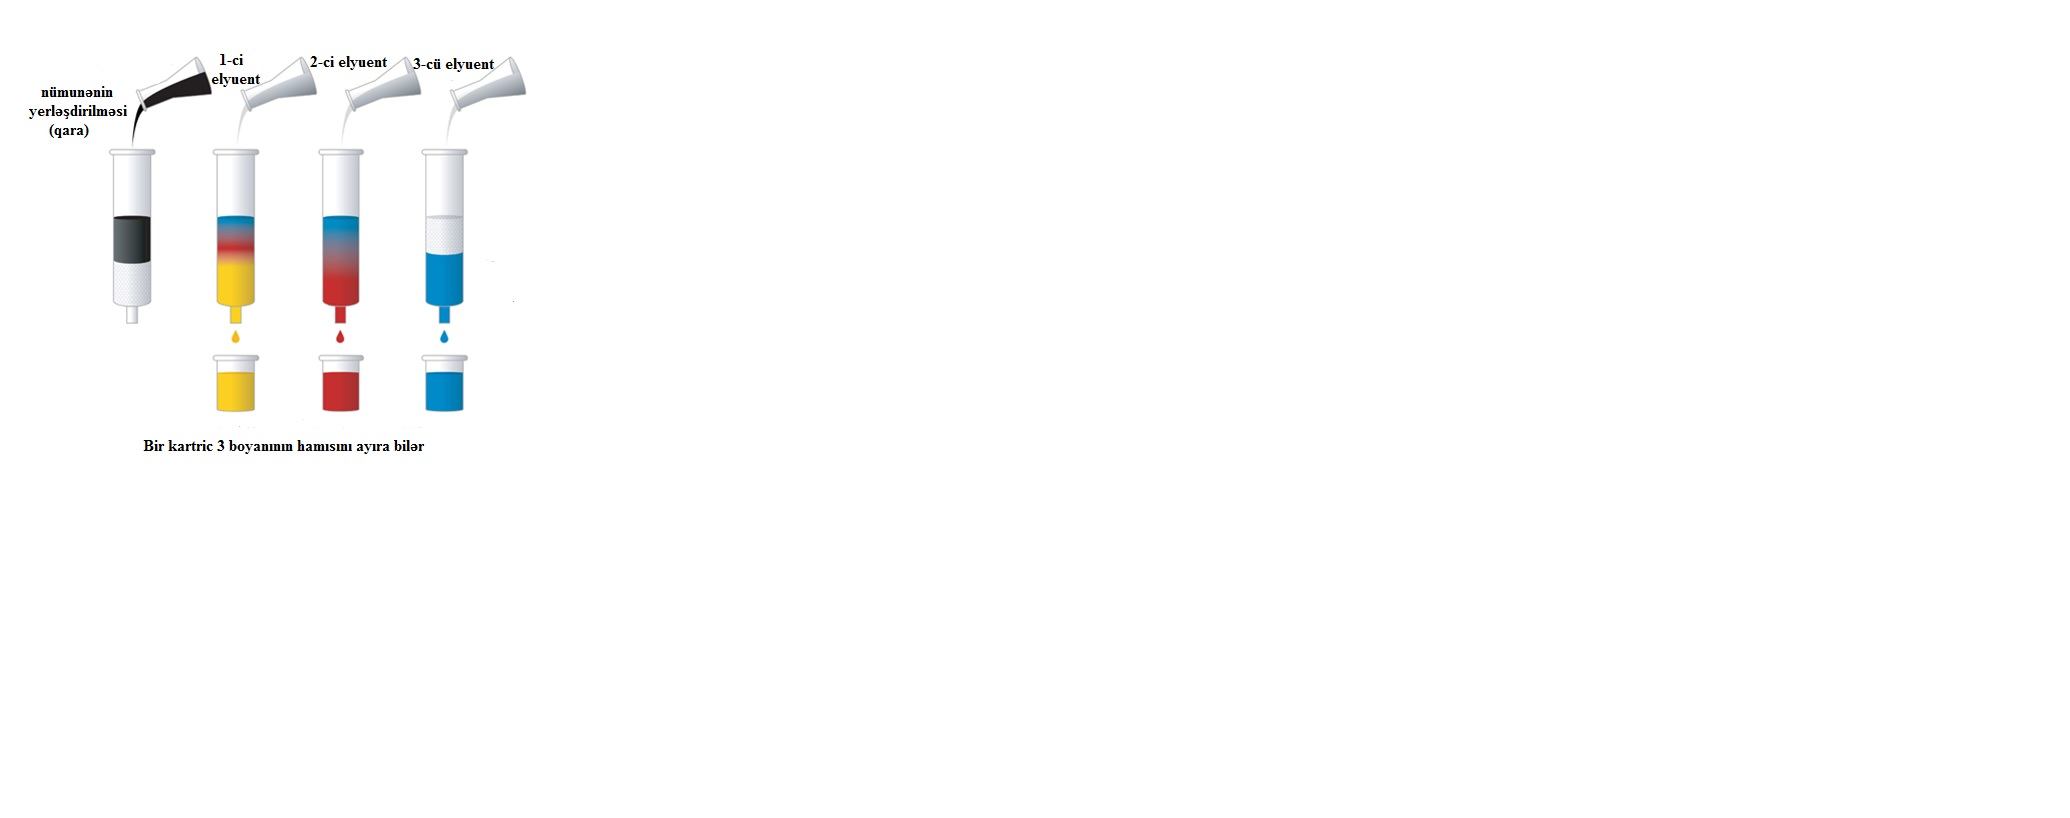 nümunənin
yerləşdirilməsi
(qara)
1-ci
elyuent
2-ci elyuent
3-cü elyuent
Bir kartric 3 boyanının hamısını ayıra bilər